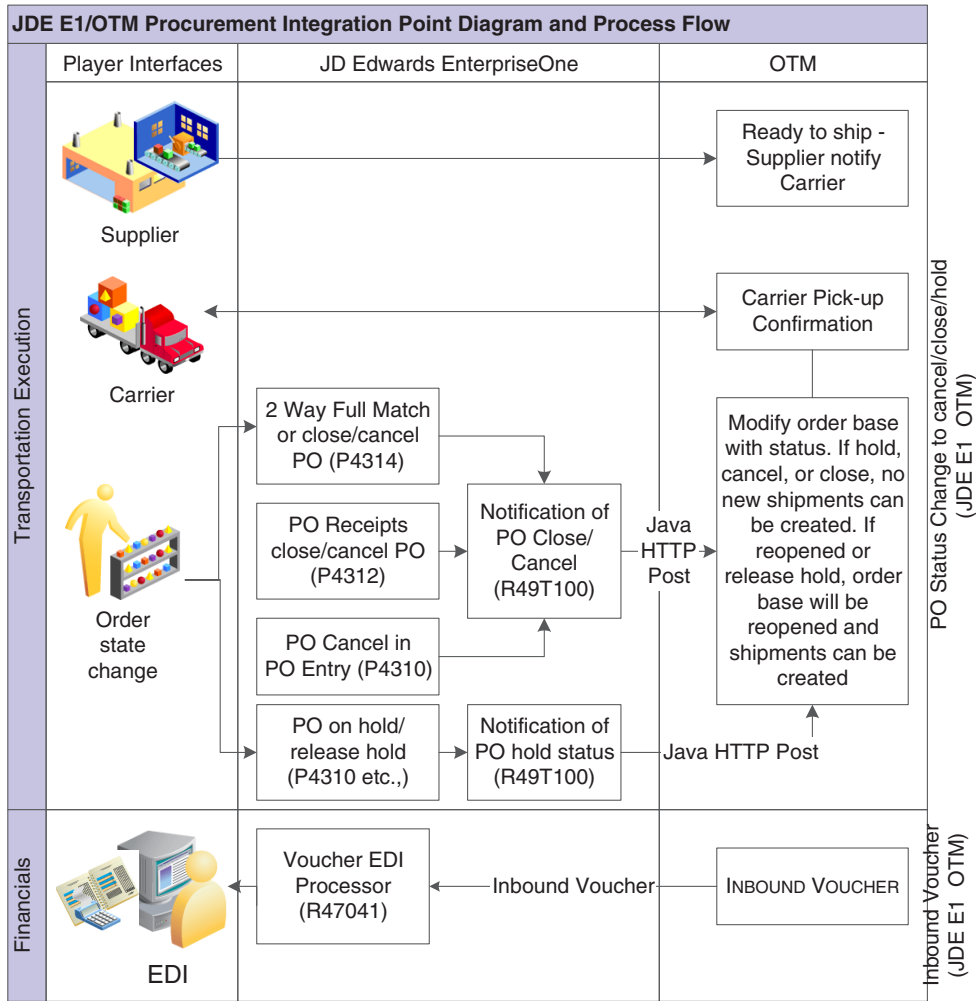 JDE E1/OTM Procurement Integration Point Diagram and Process Flow
Player Interfaces
JD Edwards EnterpriseOne
OTM
Transportation Execution
Supplier
Ready to ship -
Supplier notify
Carrier
Carrier
Carrier Pick-up
Confirmation
Order
state
change
2 Way Full Match
or close/cancel
PO (P4314)
PO Receipts
close/cancel PO
(P4312)
PO Cancel in
PO Entry (P4310)
Notification of
PO Close/
Cancel
(R49T100)
Java
HTTP
Post
Modify order base
with status. If hold,
cancel, or close, no
new shipments can
be created. If
reopened or
release hold, order
base will be
reopened and
shipments can be
created
PO on hold/
release hold
(P4310 etc.,)
Notification of
PO hold status
(R49T100)
Java HTTP Post
PO Status Change to cancel/close/hold
(JDE E1 OTM)
Financials
EDI
Voucher EDI
Processor
(R47041)
Inbound Voucher
INBOUND VOUCHER
Inbound Voucher
(JDE E1 OTM)